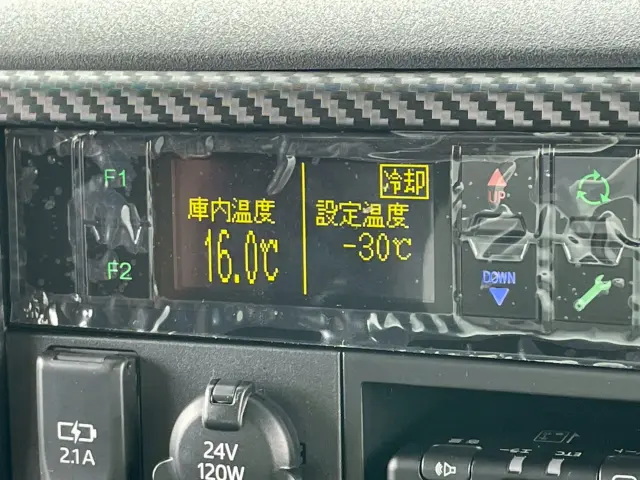 F1
F2
庫内温度
16.0℃
冷却
設定温度
-30℃
UP
DOWN
2.1A
24V
120W
ETC